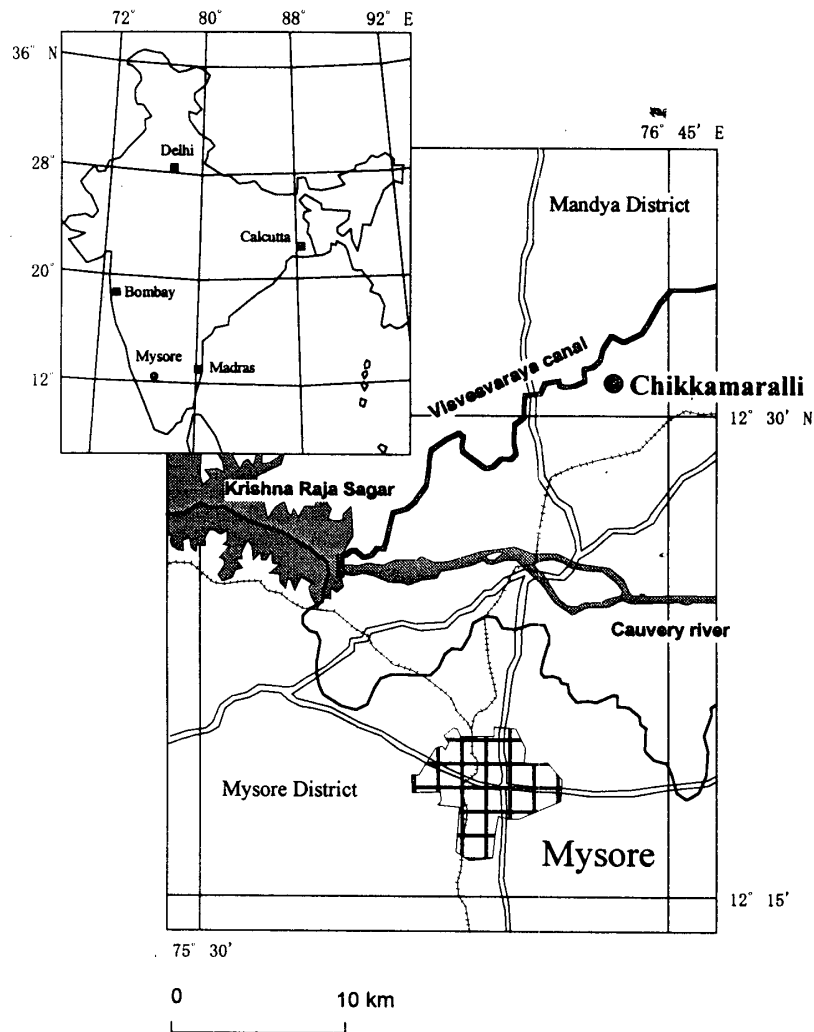 72° 80° 88° 92° E
36° N
28°
20°
12°
Delhi
Calcutta
Bombay
Mysore
Madras
76° 45' E
Mandya District
Visvesvaraya canal
Chikkamaralli
12° 30' N
Krishna Raja Sagar
Cauvery river
Mysore District
Mysore
12° 15'
75° 30'
0 10 km